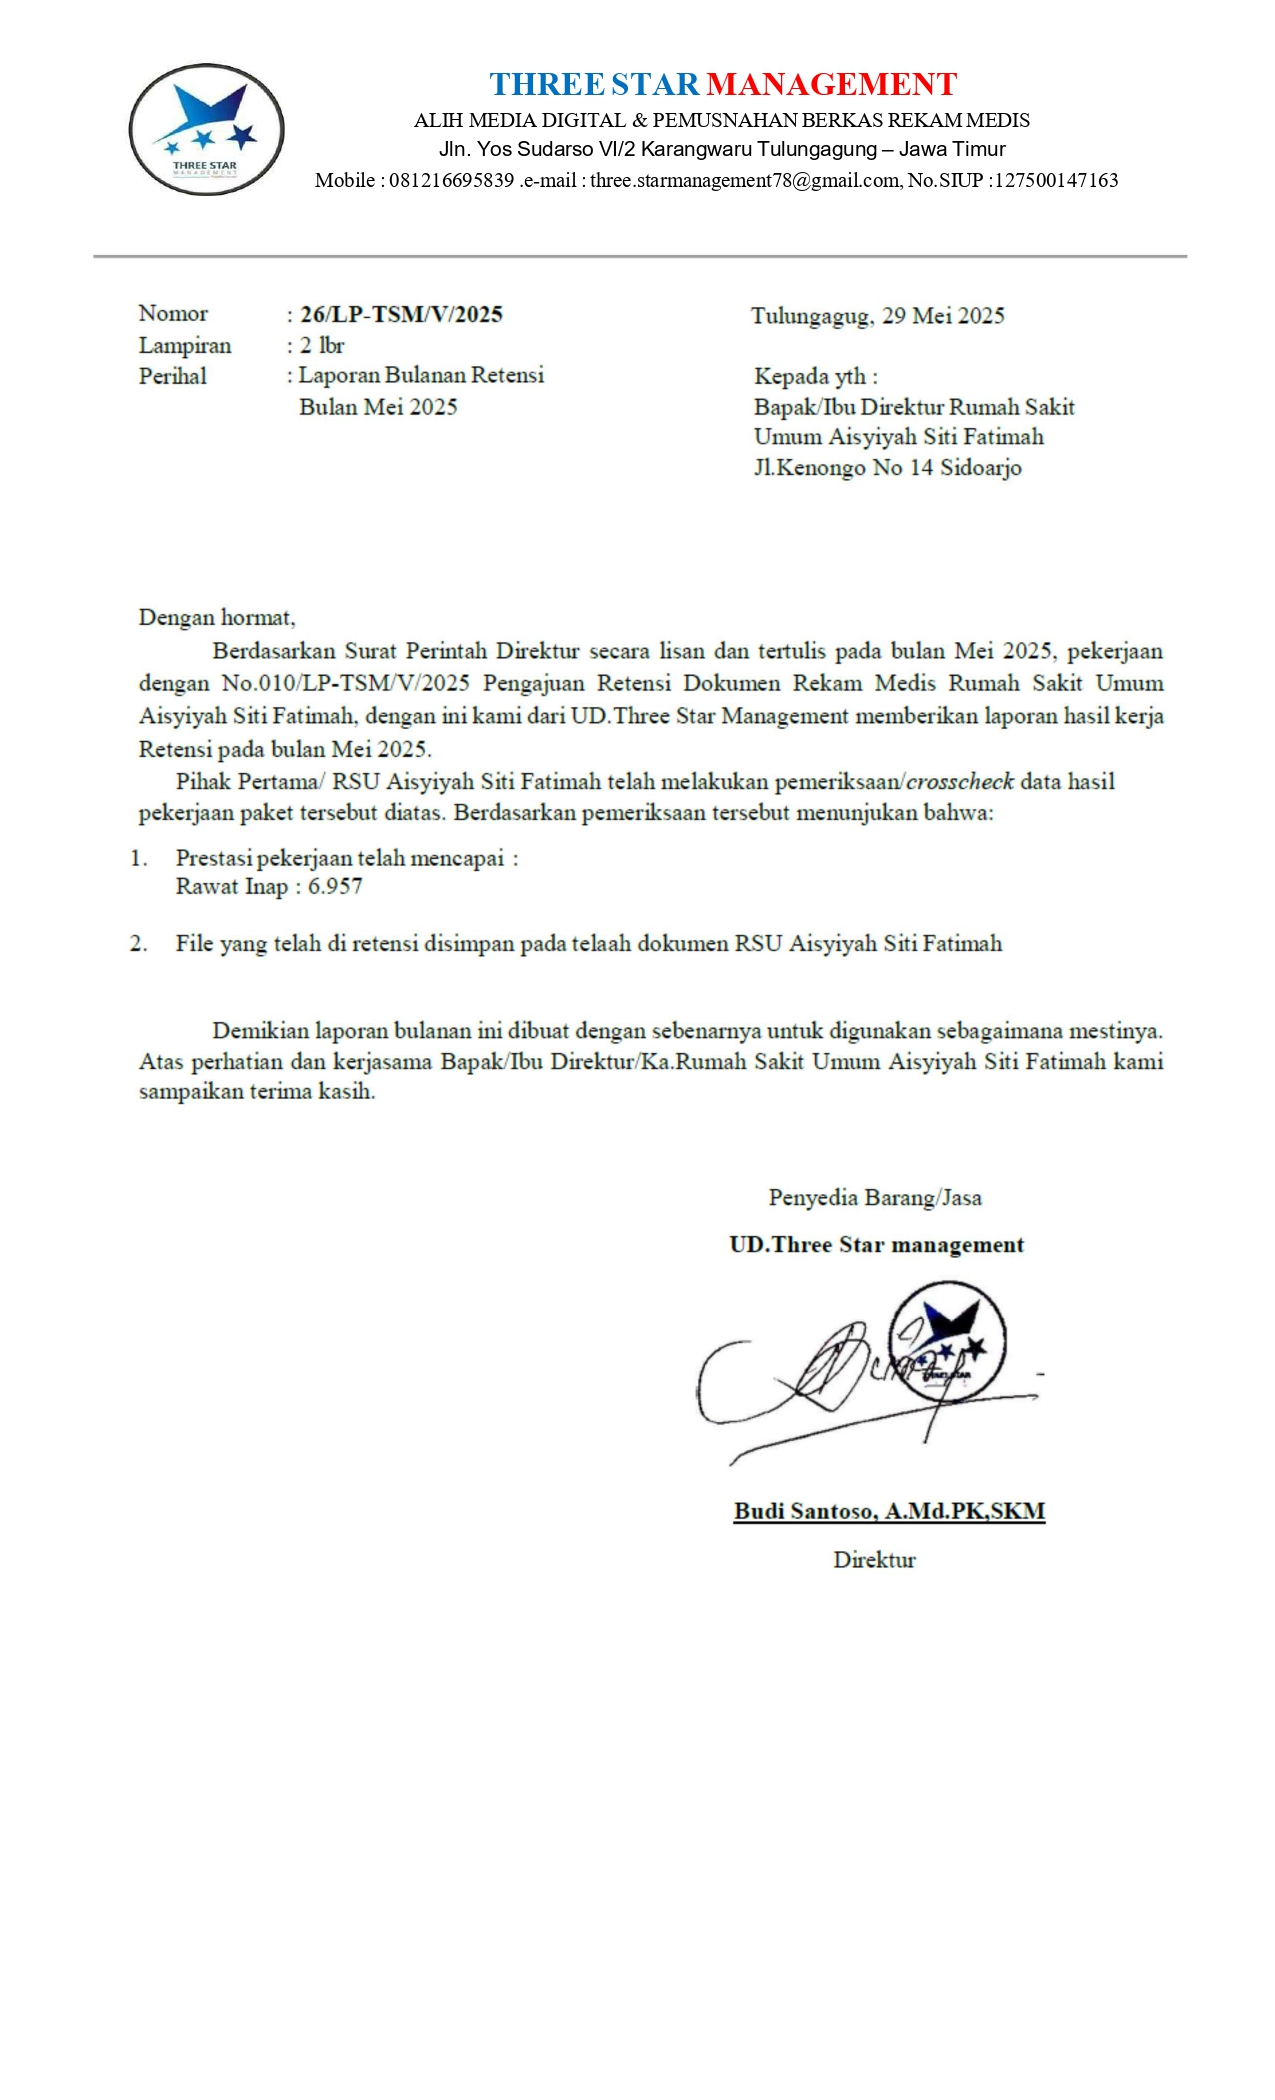 THREE STAR
MANAGEMENT
THREE STAR MANAGEMENT
ALIH MEDIA DIGITAL & PEMUSNAHAN BERKAS REKAM MEDIS
Jln. Yos Sudarso VI/2 Karangwaru Tulungagung – Jawa Timur
Mobile : 081216695839 .e-mail : three.starmanagement78@gmail.com, No.SIUP :127500147163
Nomor : 26/LP-TSM/V/2025
Lampiran : 2 lbr
Perihal : Laporan Bulanan Retensi
Bulan Mei 2025
Tulungagug, 29 Mei 2025
Kepada yth :
Bapak/Ibu Direktur Rumah Sakit
Umum Aisyiyah Siti Fatimah
Jl.Kenongo No 14 Sidoarjo
Dengan hormat,
Berdasarkan Surat Perintah Direktur secara lisan dan tertulis pada bulan Mei 2025, pekerjaan
dengan No.010/LP-TSM/V/2025 Pengajuan Retensi Dokumen Rekam Medis Rumah Sakit Umum
Aisyiyah Siti Fatimah, dengan ini kami dari UD.Three Star Management memberikan laporan hasil kerja
Retensi pada bulan Mei 2025.
Pihak Pertama/ RSU Aisyiyah Siti Fatimah telah melakukan pemeriksaan/crosscheck data hasil
pekerjaan paket tersebut diatas. Berdasarkan pemeriksaan tersebut menunjukan bahwa:
1. Prestasi pekerjaan telah mencapai :
Rawat Inap : 6.957
2. File yang telah di retensi disimpan pada telaah dokumen RSU Aisyiyah Siti Fatimah
Demikian laporan bulanan ini dibuat dengan sebenarnya untuk digunakan sebagaimana mestinya.
Atas perhatian dan kerjasama Bapak/Ibu Direktur/Ka.Rumah Sakit Umum Aisyiyah Siti Fatimah kami
sampaikan terima kasih.
Penyedia Barang/Jasa
UD.Three Star management
Budi Santoso, A.Md.PK,SKM
Direktur